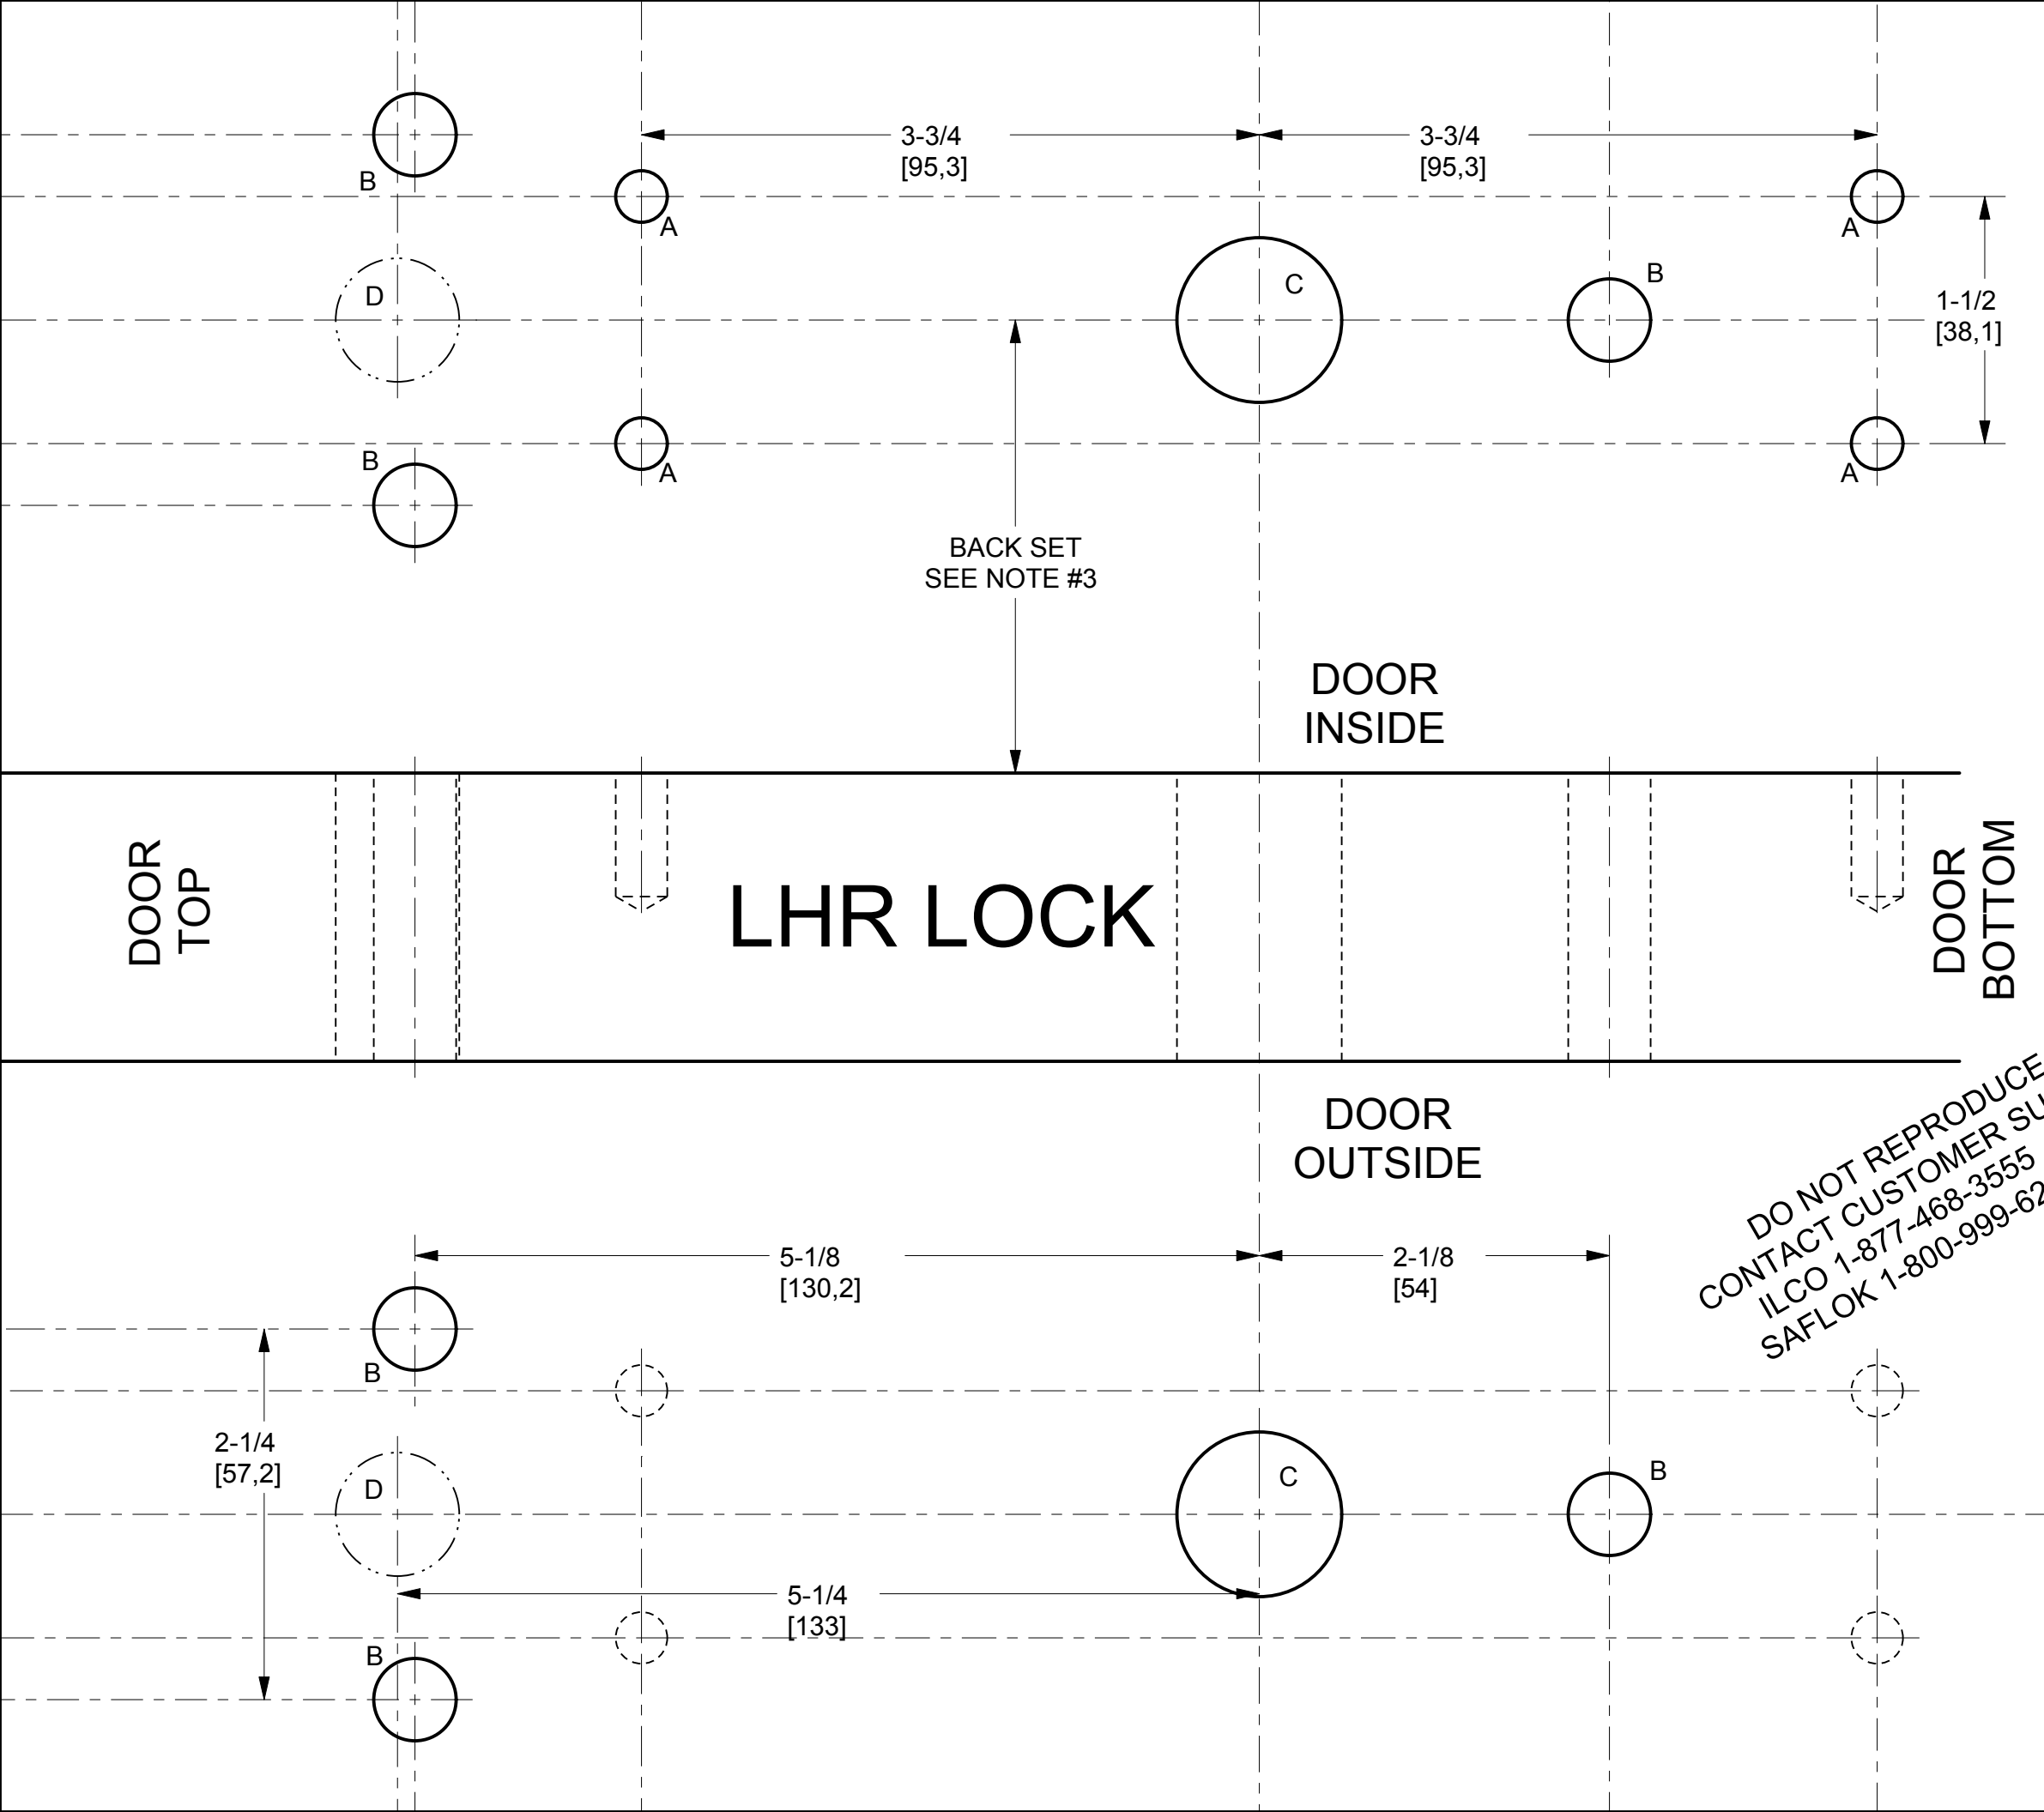 3-3/4
[95,3]
3-3/4
[95,3]
B
A
A
D
C
B
1-1/2
[38,1]
B
A
A
BACK SET
SEE NOTE #3
DOOR
INSIDE
DOOR
TOP
LHR LOCK
DOOR
BOTTOM
DOOR
OUTSIDE
DO NOT REPRODUCE
CONTACT CUSTOMER
ILCO 1-877-468-3555
SAFLOK 1-800-999-62
5-1/8
[130,2]
2-1/8
[54]
B
2-1/4
[57,2]
D
C
B
5-1/4
[133]
B